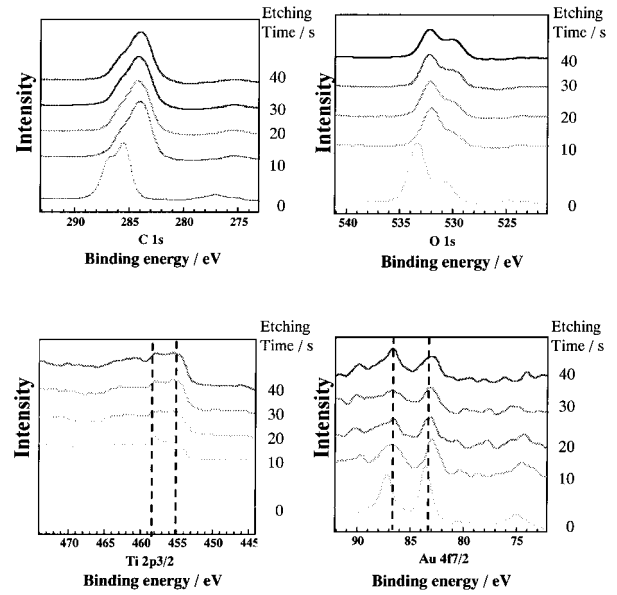 Etching
Time / s
40
30
20
10
0
Intensity
290
285
280
275
C 1s
Binding energy / eV
Etching
Time / s
40
30
20
10
0
Intensity
540
535
530
525
O 1s
Binding energy / eV
Etching
Time / s
40
30
20
10
0
Intensity
470
465
460
455
450
445
Ti 2p3/2
Binding energy / eV
Etching
Time / s
40
30
20
10
0
Intensity
90
85
80
75
Au 4f7/2
Binding energy / eV